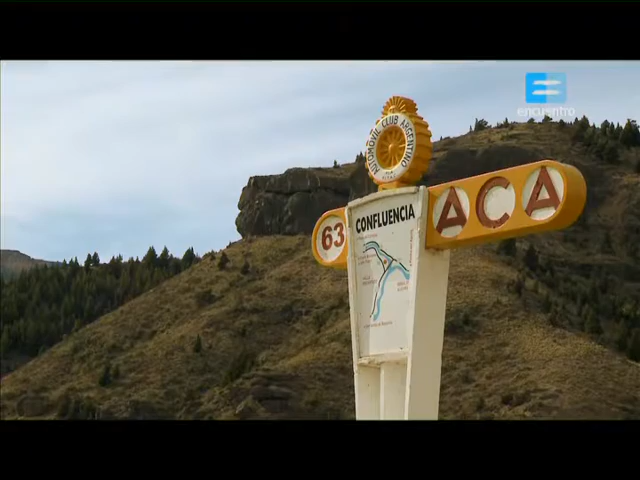 encuentro
AUTOMOVIL CLUB ARGENTINO
63
CONFLUENCIA
ACA